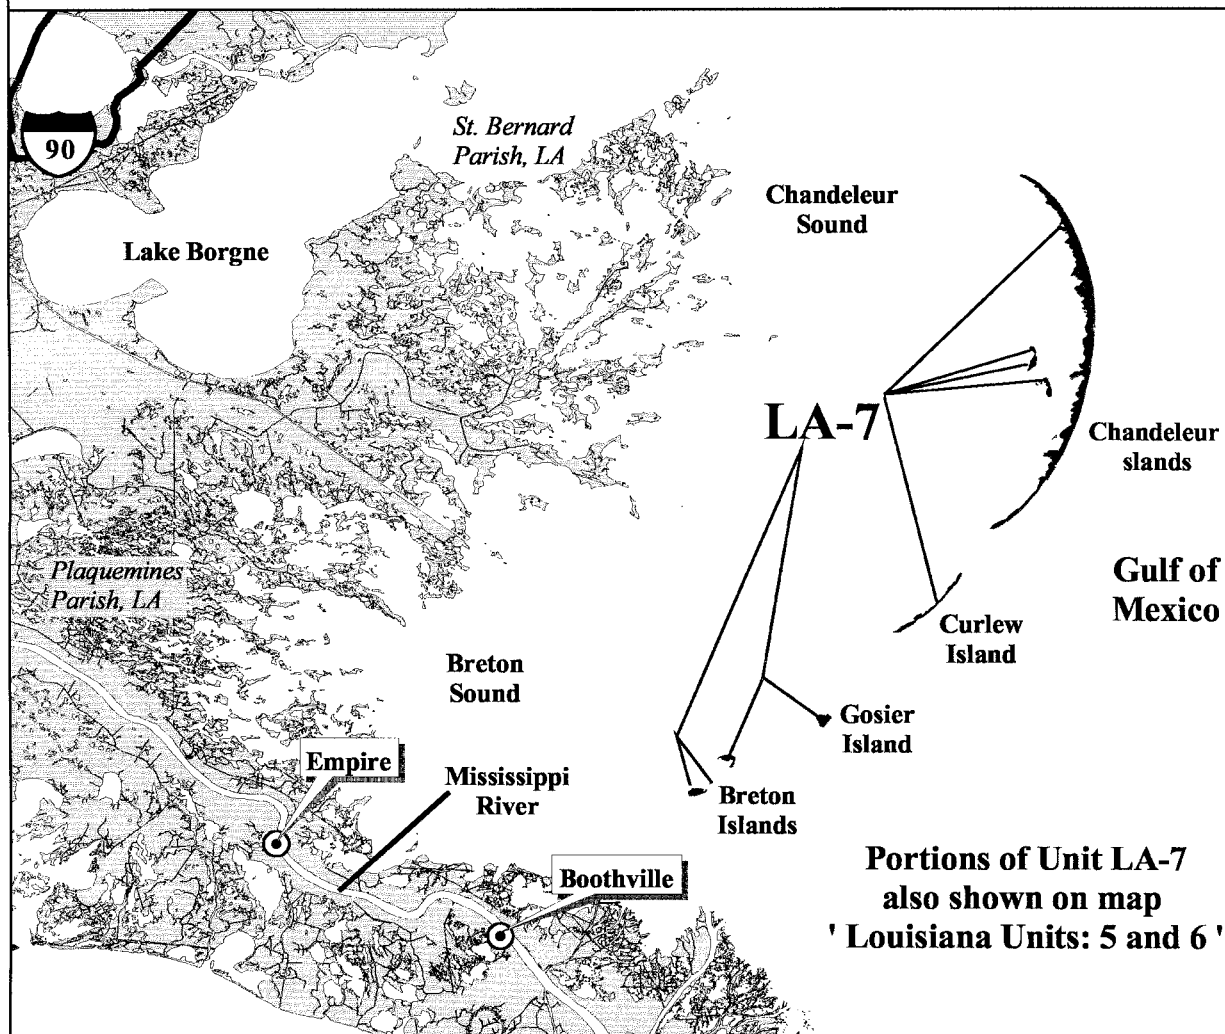 St. Bernard
Parish, LA
90
Chandeleur
Sound
Lake Borgne
LA-7
Chandeleur
slands
Gulf of
Mexico
Plaquemines
Parish, LA
Curlew
Island
Breton
Sound
Gosier
Island
Empire
Mississippi
River
Breton
Islands
Boothville
Portions of Unit LA-7
also shown on map
' Louisiana Units: 5 and 6 '